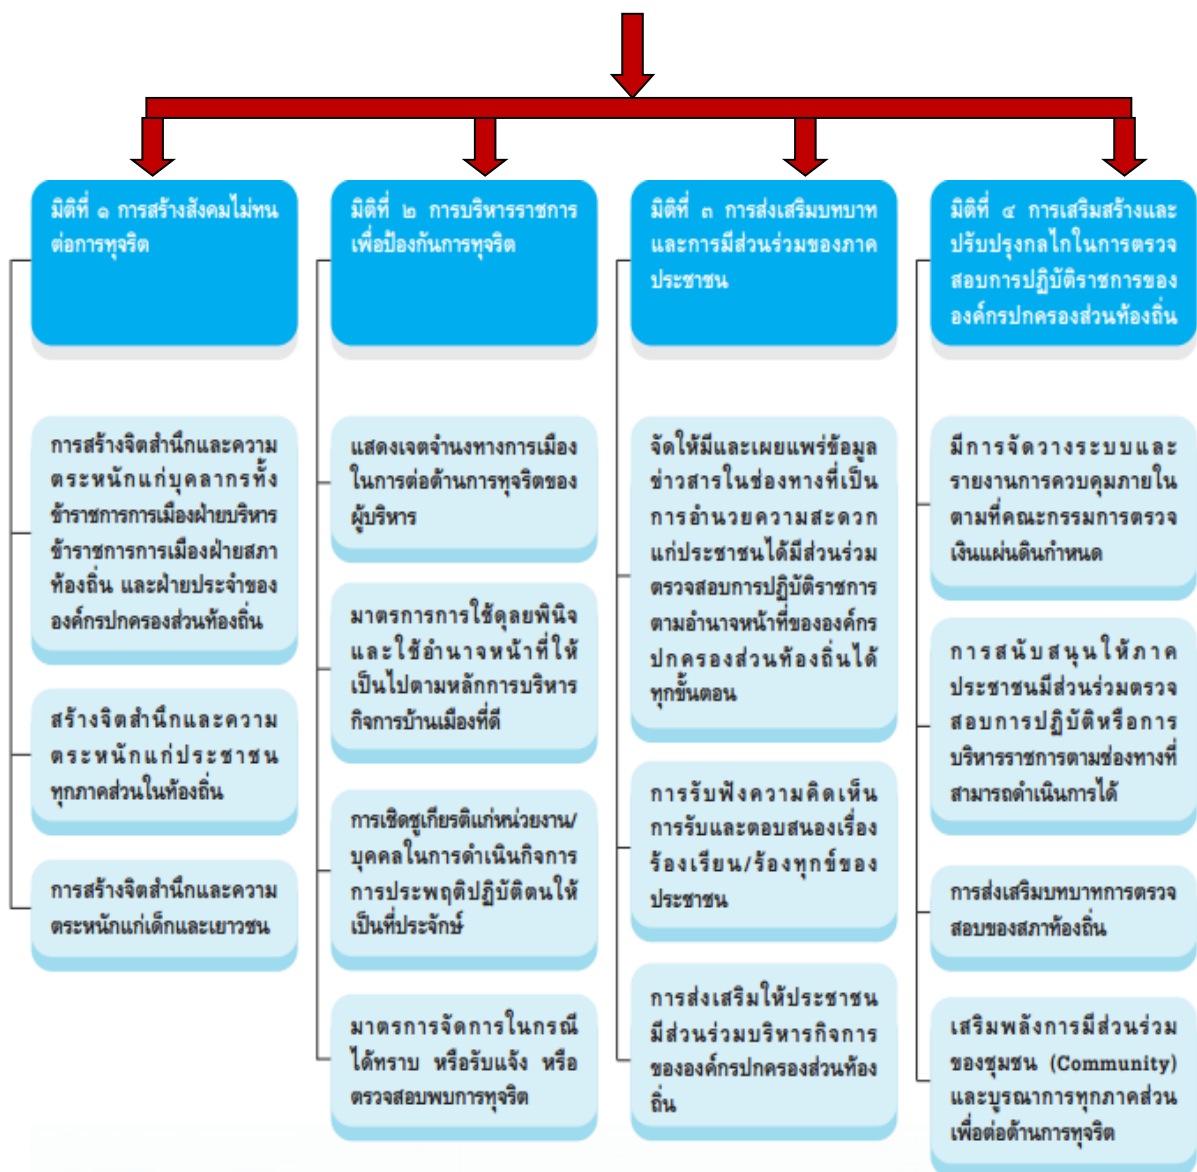 มิติที่ ๑ การสร้างสังคมไม่ทน
ต่อการทุจริต
การสร้างจิตสำนึกและความ
ตระหนักแก่บุคลากรทั้ง
ข้าราชการการเมืองฝ่ายบริหาร
ข้าราชการการเมืองฝ่ายสภา
ท้องถิ่น และฝ่ายประจำของ
องค์กรปกครองส่วนท้องถิ่น
สร้างจิตสำนึกและความ
ตระหนักแก่ประชาชน
ทุกภาคส่วนในท้องถิ่น
การสร้างจิตสำนึกและความ
ตระหนักแก่เด็กและเยาวชน
มิติที่ ๒ การบริหารราชการ
เพื่อป้องกันการทุจริต
แสดงเจตจำนงทางการเมือง
ในการต่อต้านการทุจริตของ
ผู้บริหาร
มาตรการการใช้ดุลยพินิจ
และใช้อำนาจหน้าที่ให้
เป็นไปตามหลักการบริหาร
กิจการบ้านเมืองที่ดี
การเชิดชูเกียรติแก่หน่วยงาน/
บุคคลในการดำเนินกิจการ
การประพฤติปฏิบัติตนให้
เป็นที่ประจักษ์
มาตรการจัดการในกรณี
ได้ทราบ หรือรับแจ้ง หรือ
ตรวจสอบพบการทุจริต
มิติที่ ๓ การส่งเสริมบทบาท
และการมีส่วนร่วมของภาค
ประชาชน
จัดให้มีและเผยแพร่ข้อมูล
ข่าวสารในช่องทางที่เป็น
การอำนวยความสะดวก
แก่ประชาชนได้มีส่วนร่วม
ตรวจสอบการปฏิบัติราชการ
ตามอำนาจหน้าที่ขององค์กร
ปกครองส่วนท้องถิ่นได้
ทุกขั้นตอน
การรับฟังความคิดเห็น
การรับและตอบสนองเรื่อง
ร้องเรียน/ร้องทุกข์ของ
ประชาชน
การส่งเสริมให้ประชาชน
มีส่วนร่วมบริหารกิจการ
ขององค์กรปกครองส่วนท้อง
ถิ่น
มิติที่ ๔ การเสริมสร้างและ
ปรับปรุงกลไกในการตรวจ
สอบการปฏิบัติราชการของ
องค์กรปกครองส่วนท้องถิ่น
มีการจัดวางระบบและ
รายงานการควบคุมภายใน
ตามที่คณะกรรมการตรวจ
เงินแผ่นดินกำหนด
การสนับสนุนให้ภาค
ประชาชนมีส่วนร่วมตรวจ
สอบการปฏิบัติหรือการ
บริหารราชการตามช่องทางที่
สามารถดำเนินการได้
การส่งเสริมบทบาทการตรวจ
สอบของสภาท้องถิ่น
เสริมพลังการมีส่วนร่วม
ของชุมชน (Community)
และบูรณาการทุกภาคส่วน
เพื่อต่อต้านการทุจริต